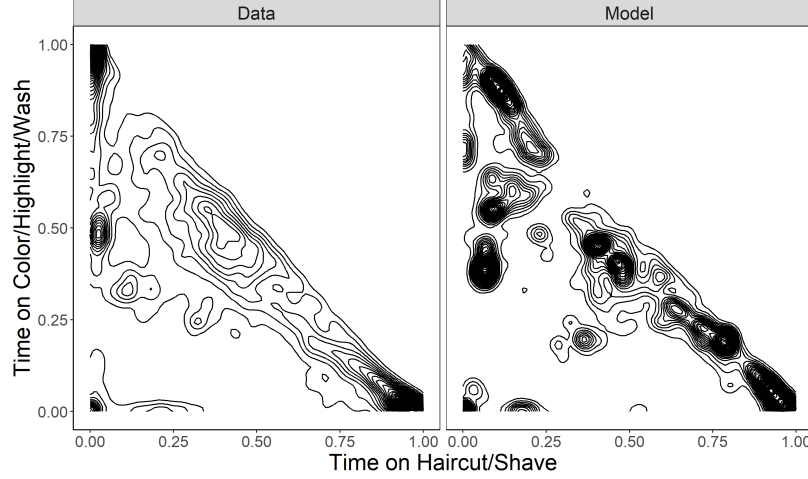 Data Model
Time on Color/Highlight/Wash
1.00
0.75
0.50
0.25
0.00
0.00 0.25 0.50 0.75 1.00 0.00 0.25 0.50 0.75 1.00
Time on Haircut/Shave